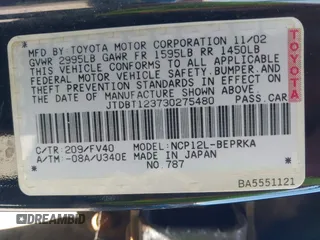 MFD.BY TOYOTA MOTOR CORPORATION 11/02
GVWR 2995LB GAWR FR 1595LB RR 1450LB
THIS VEHICLE CONFORMS TO ALL APPLICABLE
FEDERAL MOTOR VEHICLE SAFETY, BUMPER, AND
THEFT PREVENTION STANDARDS IN EFFECT ON
THE DATE OF MANUFACTURE SHOWN ABOVE.
JTDBT123730275480 PASS.CAR
TOYOTA
C/TR:209/FV40 MODEL:NCP12L-BEPRKA
A/TM:-08A/U340E MADE IN JAPAN
NO.787
BA5551121
DREAMBID